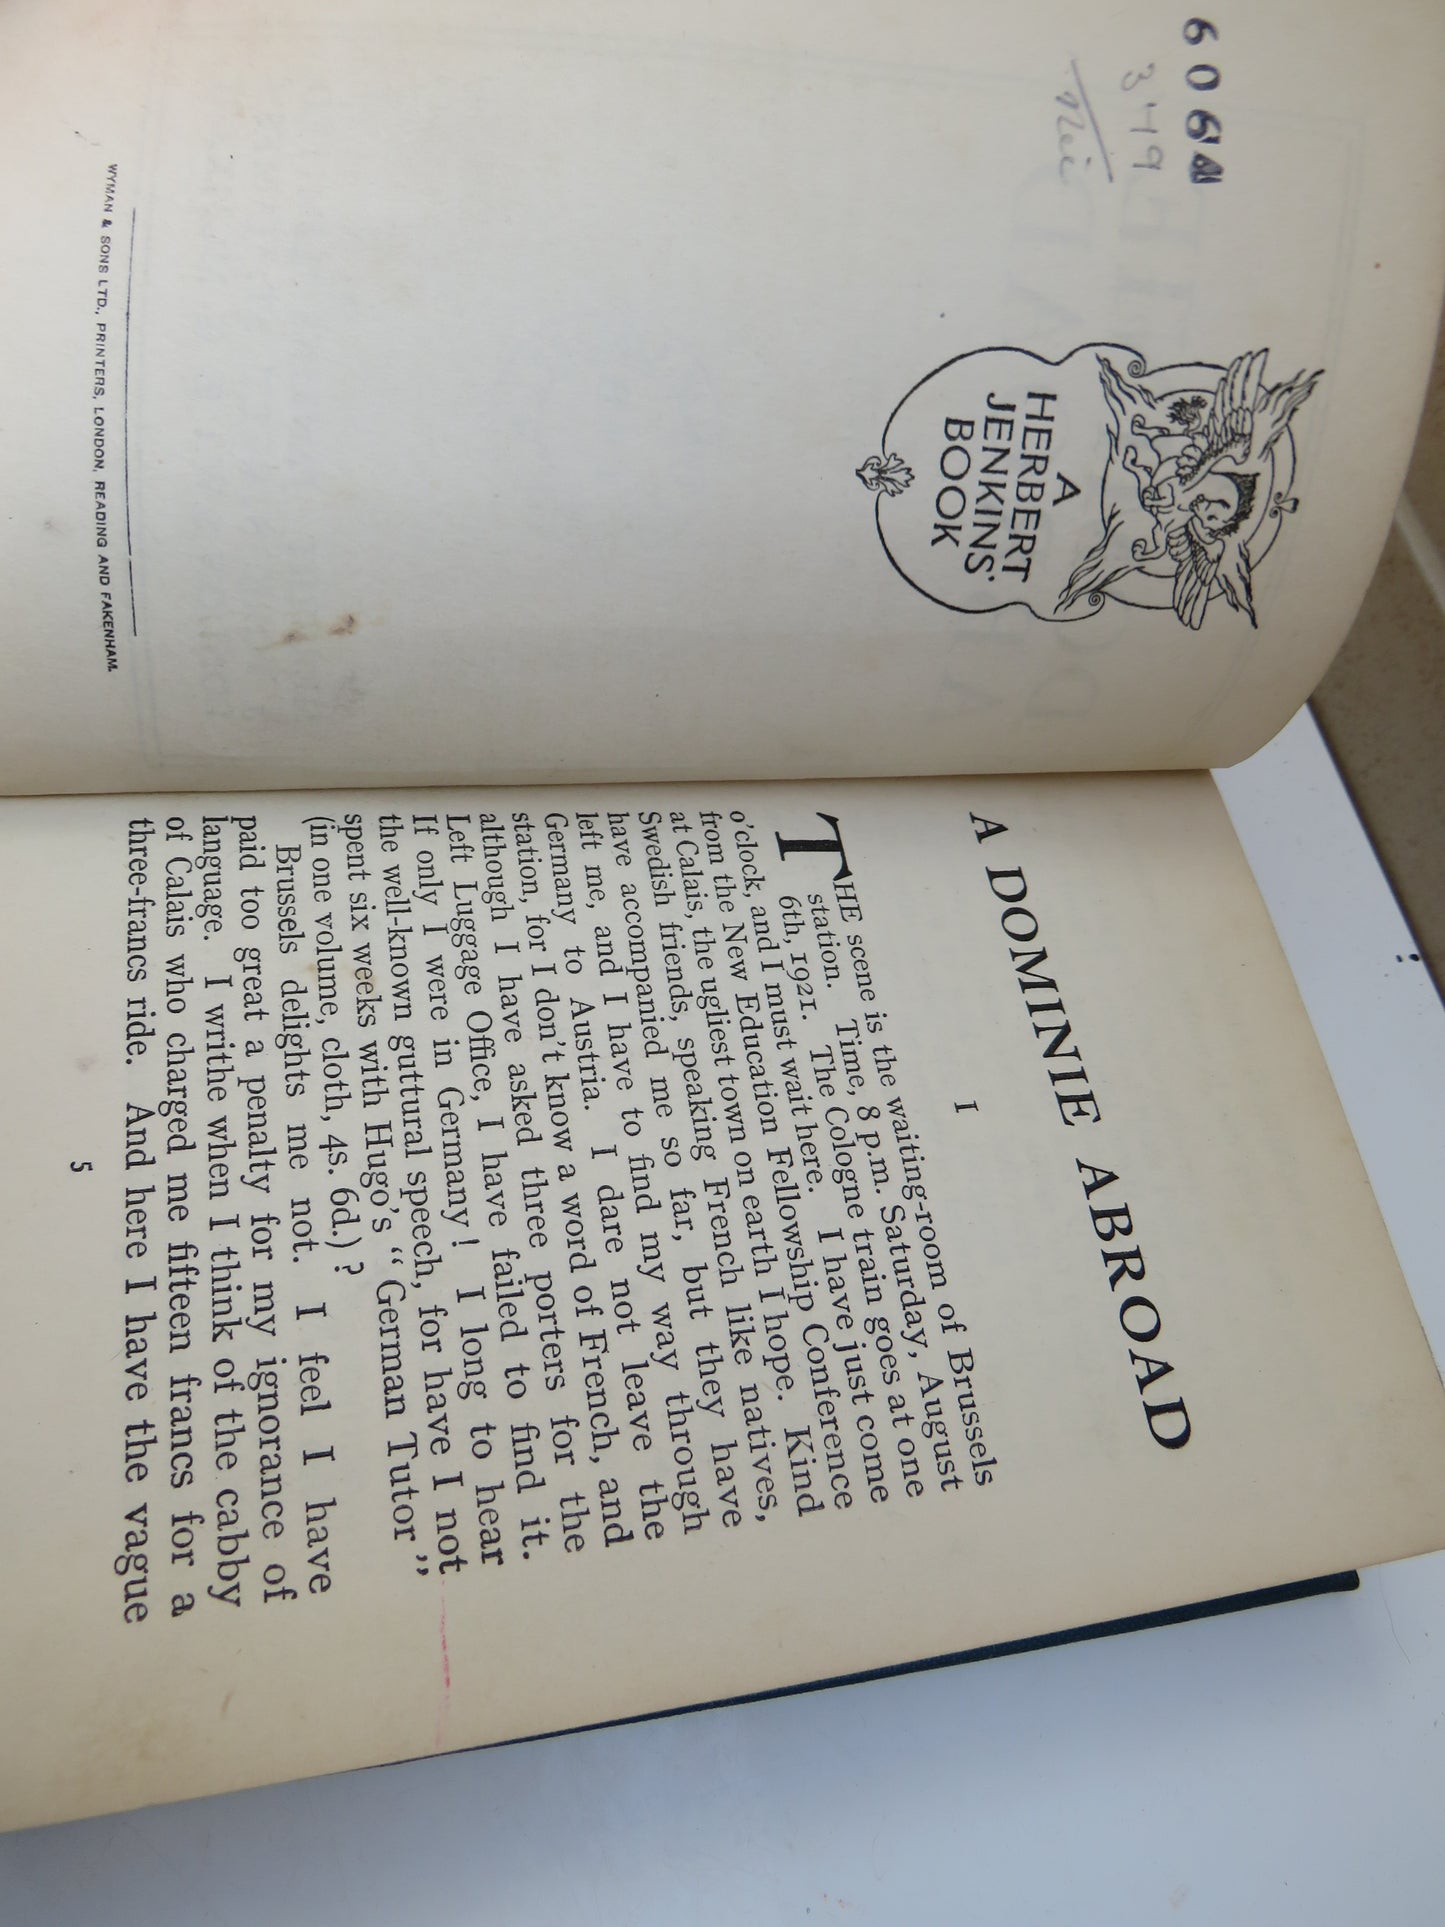 6064
349
A
HERBERT
JENKINS'
BOOK
WYMAN & SONS LTD., PRINTERS, LONDON, READING AND FAKENHAM.
A DOMINIE ABROAD
I
THE scene is the waiting-room of Brussels
station. Time, 8 p.m. Saturday, August
6th, 1921. The Cologne train goes at one
o'clock, and I must wait here. I have just come
from the New Education Fellowship Conference
at Calais, the ugliest town on earth I hope. Kind
Swedish friends, speaking French like natives,
have accompanied me so far, but they have
left me, and I have to find my way through
Germany to Austria. I dare not leave the
station, for I don't know a word of French, and
although I have asked three porters for the
Left Luggage Office, I have failed to find it.
If only I were in Germany! I long to hear
the well-known guttural speech, for have I not
spent six weeks with Hugo's "German Tutor"
(in one volume, cloth, 4s. 6d.)?
Brussels delights me not. I feel I have
paid too great a penalty for my ignorance of
language. I writhe when I think of the cabby
of Calais who charged me fifteen francs for a
three-francs ride. And here I have the vague
5